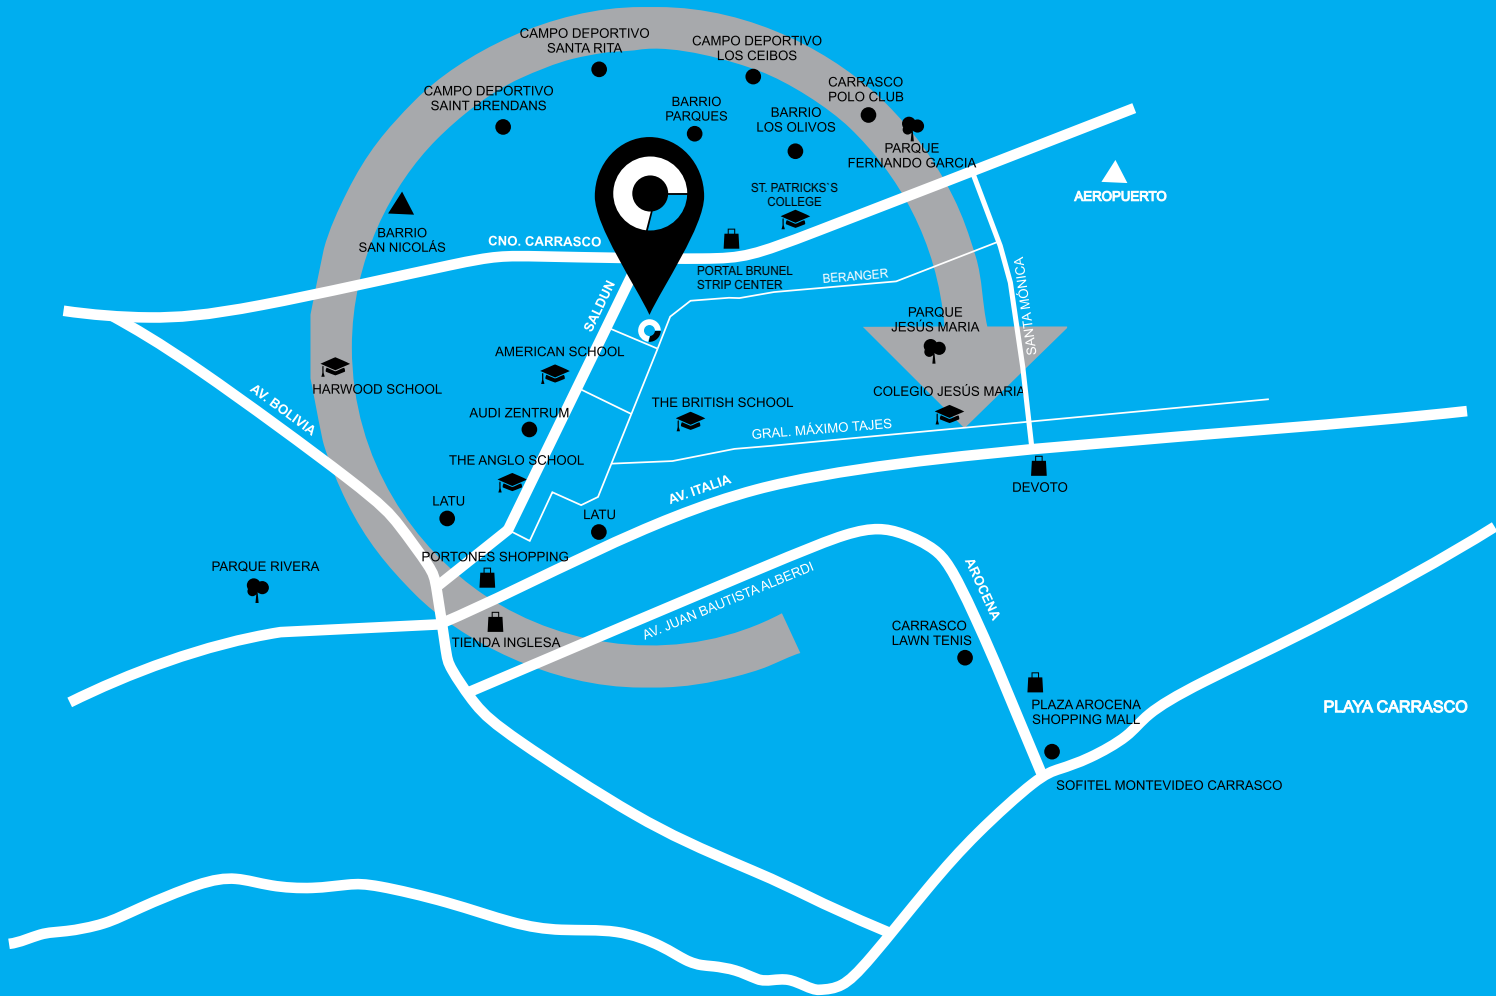 CAMPO DEPORTIVO
SANTA RITA
CAMPO DEPORTIVO
LOS CEIBOS
CARRASCO
POLO CLUB
CAMPO DEPORTIVO
SAINT BRENDANS
BARRIO
PARQUES
BARRIO
LOS OLIVOS
PARQUE
FERNANDO GARCIA
ST. PATRICKS`S
COLLEGE
AEROPUERTO
BARRIO
SAN NICOLÁS
CNO. CARRASCO
PORTAL BRUNEL
STRIP CENTER
BERANGER
SANTA MÓNICA
SALDUN
PARQUE
JESÚS MARIA
AMERICAN SCHOOL
HARWOOD SCHOOL
AV. BOLIVIA
COLEGIO JESÚS MARIA
THE BRITISH SCHOOL
AUDI ZENTRUM
GRAL. MÁXIMO TAJES
THE ANGLO SCHOOL
AV. ITALIA
DEVOTO
LATU
LATU
PORTONES SHOPPING
PARQUE RIVERA
AV. JUAN BAUTISTA ALBERDI
AROCENA
TIENDA INGLESA
CARRASCO
LAWN TENIS
PLAZA AROCENA
SHOPPING MALL
PLAYA CARRASCO
SOFITEL MONTEVIDEO CARRASCO